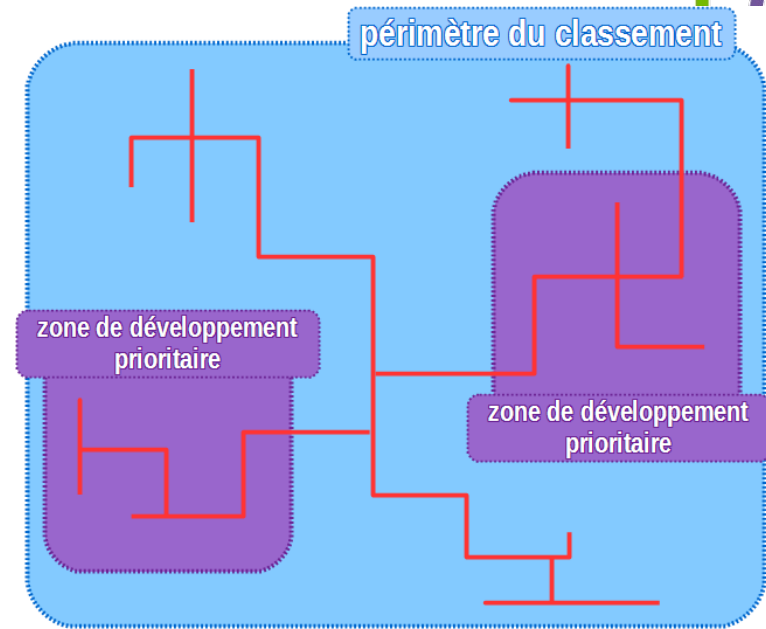 périmètre du classement
zone de développement
prioritaire
zone de développement
prioritaire